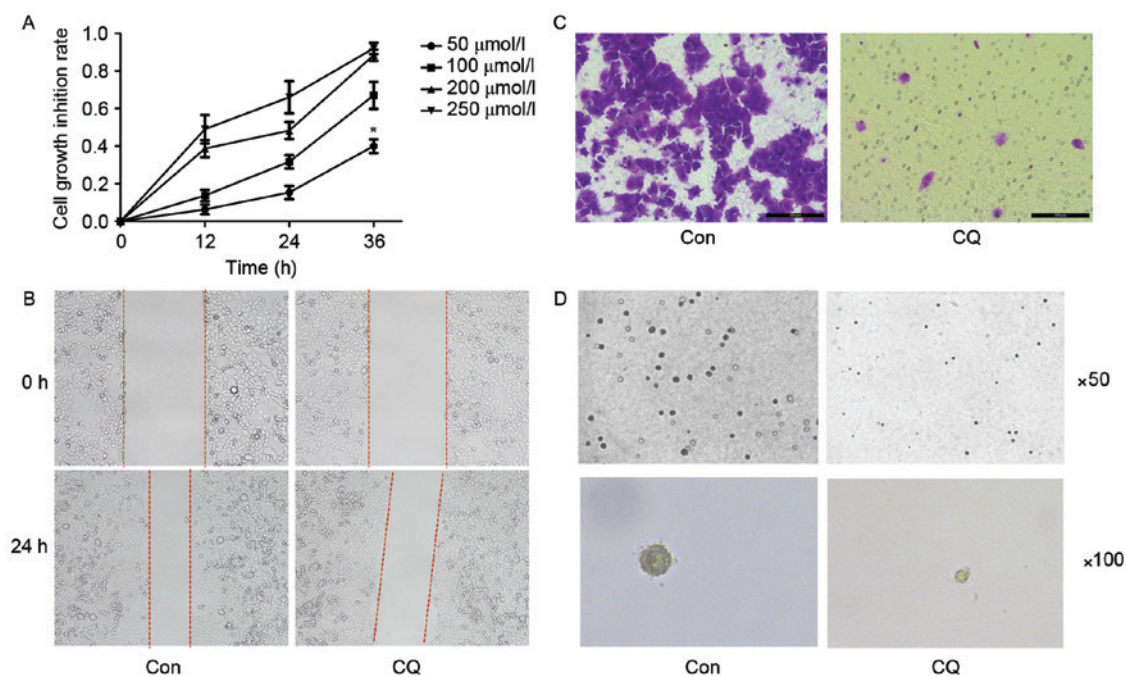 A
Cell growth inhition rate
1.0
0.8
0.6
0.4
0.2
0.0
*
0 12 24 36
Time (h)
50 μmol/l
100 μmol/l
200 μmol/l
250 μmol/l
C
Con CQ
B
0 h
24 h
Con CQ
D
×50
×100
Con CQ